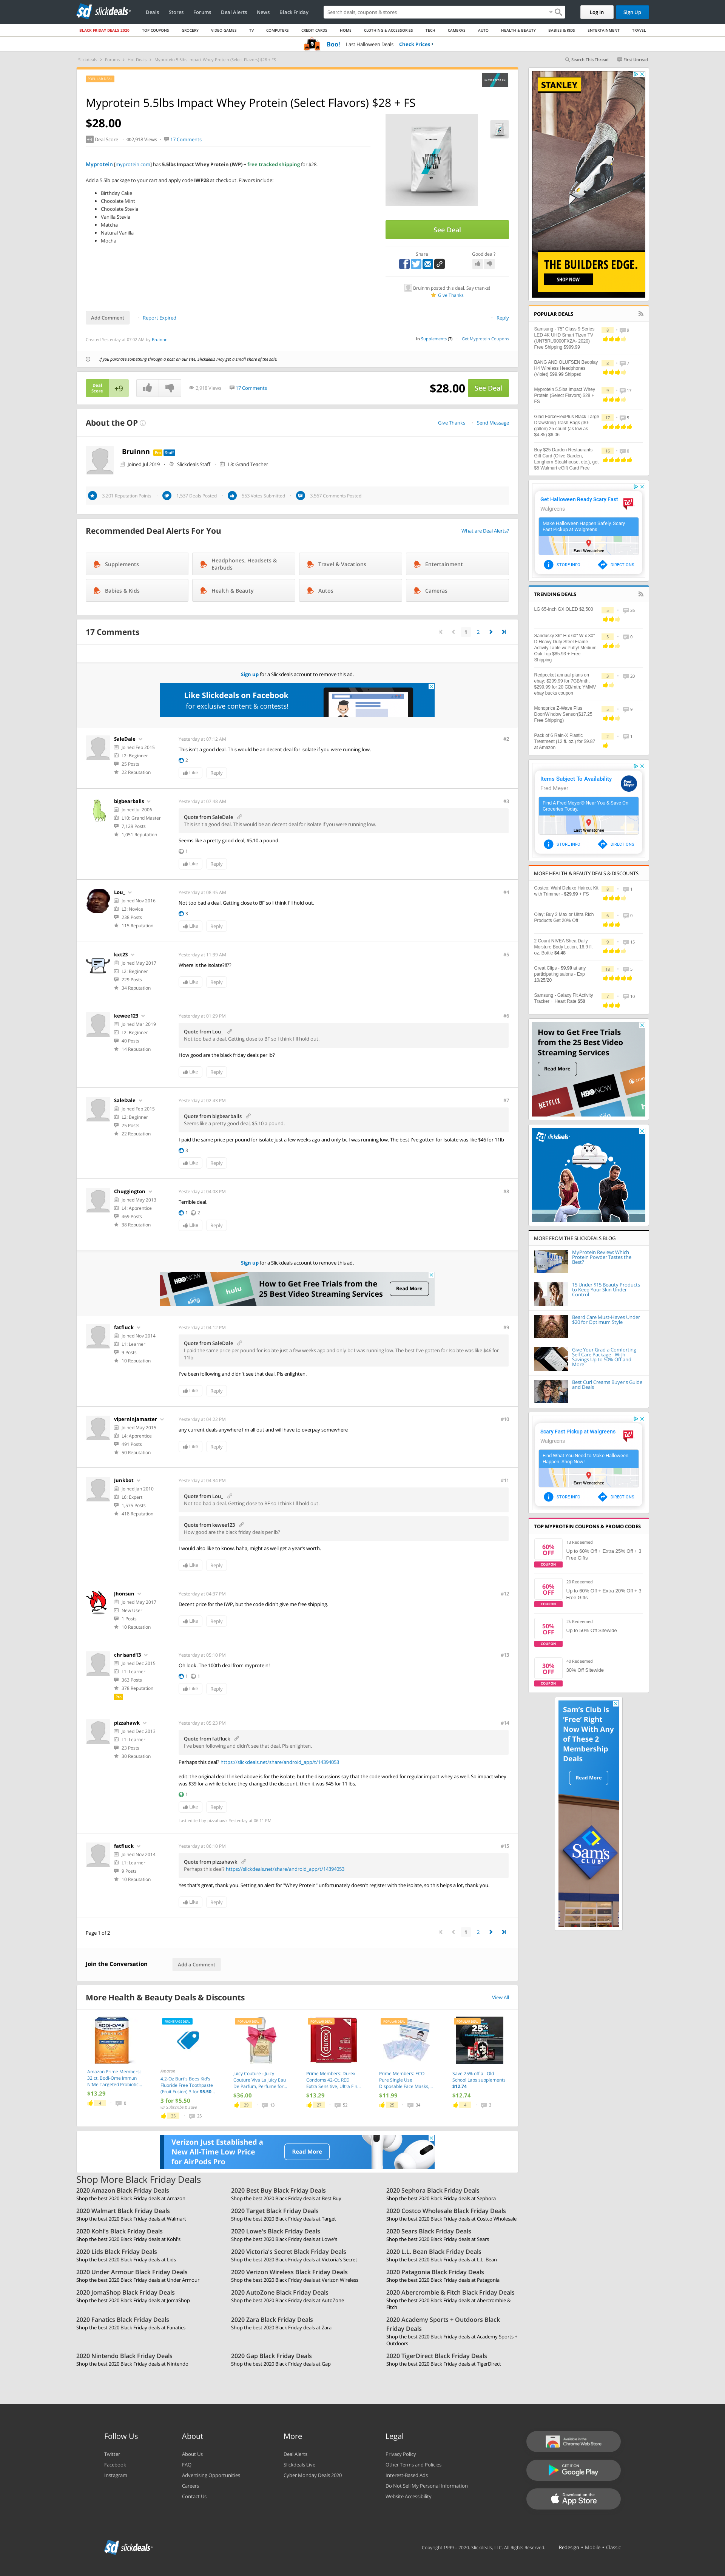 slickdeals
Deals
Stores
Forums
Deal Alerts
News
Black Friday
Search deals, coupons & stores
Log In
Sign Up
BLACK FRIDAY DEALS 2020
TOP COUPONS
GROCERY
VIDEO GAMES
TV
COMPUTERS
CREDIT CARDS
HOME
CLOTHING & ACCESSORIES
TECH
CAMERAS
AUTO
HEALTH & BEAUTY
BABIES & KIDS
ENTERTAINMENT
TRAVEL
Boo! Last Halloween Deals Check Prices
Slickdeals > Forums > Hot Deals > Myprotein 5.5lbs Impact Whey Protein (Select Flavors) $28 + FS
Search This Thread
First Unread
Myprotein 5.5lbs Impact Whey Protein (Select Flavors) $28 + FS
$28.00
+9 Deal Score
2,918 Views
17 Comments
Myprotein [myprotein.com] has 5.5lbs Impact Whey Protein (IWP) + free tracked shipping for $28.
Add a 5.5lb package to your cart and apply code IWP28 at checkout. Flavors include:
Birthday Cake
Chocolate Mint
Chocolate Stevia
Vanilla Stevia
Matcha
Natural Vanilla
Mocha
See Deal
Share
Good deal?
Bruinnn posted this deal. Say thanks!
Give Thanks
Add Comment
Report Expired
Reply
Created Yesterday at 07:02 AM by Bruinnn
in Supplements (7)
Get Myprotein Coupons
If you purchase something through a post on our site, Slickdeals may get a small share of the sale.
Deal Score +9
2,918 Views
17 Comments
$28.00
See Deal
About the OP
Give Thanks
Send Message
Bruinnn Pro Staff
Joined Jul 2019
Slickdeals Staff
L8: Grand Teacher
3,201 Reputation Points
1,537 Deals Posted
553 Votes Submitted
3,567 Comments Posted
Recommended Deal Alerts For You
What are Deal Alerts?
Supplements
Headphones, Headsets & Earbuds
Travel & Vacations
Entertainment
Babies & Kids
Health & Beauty
Autos
Cameras
17 Comments
1 2
Sign up for a Slickdeals account to remove this ad.
Like Slickdeals on Facebook
for exclusive content & contests!
SaleDale
Joined Feb 2015
L2: Beginner
25 Posts
22 Reputation
Yesterday at 07:12 AM
#2
This isn't a good deal. This would be an decent deal for isolate if you were running low.
2
Like
Reply
bigbearballs
Joined Jul 2006
L10: Grand Master
7,129 Posts
1,051 Reputation
Yesterday at 07:46 AM
#3
Quote from SaleDale
This isn't a good deal. This would be an decent deal for isolate if you were running low.
Seems like a pretty good deal, $5.10 a pound.
1
Like
Reply
Lou_
Joined Nov 2016
L3: Novice
238 Posts
115 Reputation
Yesterday at 08:05 AM
#4
Not too bad a deal. Getting close to BF so I think I'll hold out.
3
Like
Reply
kxt23
Joined May 2017
L2: Beginner
229 Posts
34 Reputation
Yesterday at 11:39 AM
#5
Where is the isolate?!??
Like
Reply
kewee123
Joined Mar 2019
L2: Beginner
40 Posts
14 Reputation
Yesterday at 01:29 PM
#6
Quote from Lou_
Not too bad a deal. Getting close to BF so I think I'll hold out.
How good are the black friday deals per lb?
Like
Reply
SaleDale
Joined Feb 2015
L2: Beginner
25 Posts
22 Reputation
Yesterday at 02:43 PM
#7
Quote from bigbearballs
Seems like a pretty good deal, $5.10 a pound.
I paid the same price per pound for isolate just a few weeks ago and only bc I was running low. The best I've gotten for isolate was like $46 for 11lb
3
Like
Reply
Chuggington
Joined May 2013
L4: Apprentice
469 Posts
38 Reputation
Yesterday at 04:08 PM
#8
Terrible deal.
1 2
Like
Reply
Sign up for a Slickdeals account to remove this ad.
HBO NOW
hulu
How to Get Free Trials from the
25 Best Video Streaming Services
Read More
fatfluck
Joined Nov 2014
L1: Learner
9 Posts
10 Reputation
Yesterday at 04:12 PM
#9
Quote from SaleDale
I paid the same price per pound for isolate just a few weeks ago and only bc I was running low. The best I've gotten for isolate was like $46 for
11lb
I've been following and didn't see that deal. Pls enlighten.
Like
Reply
viperninjamaster
Joined May 2015
L4: Apprentice
491 Posts
50 Reputation
Yesterday at 04:22 PM
#10
any current deals anywhere I'm all out and will have to overpay somewhere
Like
Reply
Junkbot
Joined Jan 2010
L6: Expert
1,575 Posts
418 Reputation
Yesterday at 04:34 PM
#11
Quote from Lou_
Not too bad a deal. Getting close to BF so I think I'll hold out.
Quote from kewee123
How good are the black friday deals per lb?
I would also like to know. haha, might as well get a year's worth.
Like
Reply
Jhonsun
Joined May 2017
New User
1 Posts
10 Reputation
Yesterday at 04:37 PM
#12
Decent price for the IWP, but the code didn't give me free shipping.
Like
Reply
chrisand13
Joined Dec 2015
L1: Learner
363 Posts
378 Reputation
Pro
Yesterday at 05:10 PM
#13
Oh look. The 100th deal from myprotein!
1 1
Like
Reply
pizzahawk
Joined Dec 2013
L1: Learner
23 Posts
30 Reputation
Yesterday at 05:23 PM
#14
Quote from fatfluck
I've been following and didn't see that deal. Pls enlighten.
Perhaps this deal? https://slickdeals.net/share/android_app/t/14394053
edit: the original deal I linked above is for the isolate, but the discussions say that the code worked for regular impact whey as well. So impact whey
was $39 for a while before they changed the discount, then it was $45 for 11 lbs.
1
Like
Reply
Last edited by pizzahawk Yesterday at 06:11 PM
fatfluck
Joined Nov 2014
L1: Learner
9 Posts
10 Reputation
Yesterday at 06:10 PM
#15
Quote from pizzahawk
Perhaps this deal? https://slickdeals.net/share/android_app/t/14394053
Yes that's great, thank you. Setting an alert for "Whey Protein" unfortunately doesn't register with the isolate, so this helps a lot, thank you.
Like
Reply
Page 1 of 2
1 2
Join the Conversation
Add a Comment
More Health & Beauty Deals & Discounts
View All
Amazon Prime Members:
32 ct. Bodi-Ome Immun
N'Me Targeted Probiotic...
$13.29
4 0
Amazon
4.2-Oz Burt's Bees Kid's
Fluoride Free Toothpaste
(Fruit Fusion) 3 for $5.50...
3 for $5.50
w/ Subscribe & Save
35 25
Juicy Couture - Juicy
Couture Viva La Juicy Eau
De Parfum, Perfume for...
$36.00
28 13
Prime Members: Durex
Condoms 42 Ct. RED
Extra Sensitive, Ultra Fin...
$13.29
27 52
Prime Members: ECO
Pure Single Use
Disposable Face Masks,...
$11.99
20 34
Save 25% off all Old
School Labs supplements
$12.74
$12.74
4 3
Verizon Just Established a
New All-Time Low Price
for AirPods Pro
Read More
Shop More Black Friday Deals
2020 Amazon Black Friday Deals
Shop the best 2020 Black Friday deals at Amazon
2020 Best Buy Black Friday Deals
Shop the best 2020 Black Friday deals at Best Buy
2020 Sephora Black Friday Deals
Shop the best 2020 Black Friday deals at Sephora
2020 Walmart Black Friday Deals
Shop the best 2020 Black Friday deals at Walmart
2020 Target Black Friday Deals
Shop the best 2020 Black Friday deals at Target
2020 Costco Wholesale Black Friday Deals
Shop the best 2020 Black Friday deals at Costco Wholesale
2020 Kohl's Black Friday Deals
Shop the best 2020 Black Friday deals at Kohl's
2020 Lowe's Black Friday Deals
Shop the best 2020 Black Friday deals at Lowe's
2020 Sears Black Friday Deals
Shop the best 2020 Black Friday deals at Sears
2020 Lids Black Friday Deals
Shop the best 2020 Black Friday deals at Lids
2020 Victoria's Secret Black Friday Deals
Shop the best 2020 Black Friday deals at Victoria's Secret
2020 L.L. Bean Black Friday Deals
Shop the best 2020 Black Friday deals at L.L. Bean
2020 Under Armour Black Friday Deals
Shop the best 2020 Black Friday deals at Under Armour
2020 Verizon Wireless Black Friday Deals
Shop the best 2020 Black Friday deals at Verizon Wireless
2020 Patagonia Black Friday Deals
Shop the best 2020 Black Friday deals at Patagonia
2020 JomaShop Black Friday Deals
Shop the best 2020 Black Friday deals at JomaShop
2020 AutoZone Black Friday Deals
Shop the best 2020 Black Friday deals at AutoZone
2020 Abercrombie & Fitch Black Friday Deals
Shop the best 2020 Black Friday deals at Abercrombie &
Fitch
2020 Fanatics Black Friday Deals
Shop the best 2020 Black Friday deals at Fanatics
2020 Zara Black Friday Deals
Shop the best 2020 Black Friday deals at Zara
2020 Academy Sports + Outdoors Black
Friday Deals
Shop the best 2020 Black Friday deals at Academy Sports +
Outdoors
2020 Nintendo Black Friday Deals
Shop the best 2020 Black Friday deals at Nintendo
2020 Gap Black Friday Deals
Shop the best 2020 Black Friday deals at Gap
2020 TigerDirect Black Friday Deals
Shop the best 2020 Black Friday deals at TigerDirect
STANLEY
THE BUILDERS EDGE.
SHOP NOW
POPULAR DEALS
Samsung - 75" Class 9 Series
LED 4K UHD Smart Tizen TV
(UN75RU9000FXZA- 2020)
Free Shipping $999.99
BANG AND OLUFSEN Beoplay
H4 Wireless Headphones
(Violet) $99.99 Shipped
Myprotein 5.5lbs Impact Whey
Protein (Select Flavors) $28 +
FS
Glad ForceFlexPlus Black Large
Drawstring Trash Bags (30-
gallon) 25 count (as low as
$4.85) $6.06
Buy $25 Darden Restaurants
Gift Card (Olive Garden,
Longhorn Steakhouse, etc.), get
$5 Walmart eGift Card Free
Get Halloween Ready Scary Fast
Walgreens
Make Halloween Happen Safely. Scary
Fast Pickup at Walgreens
East Wenatchee
STORE INFO
DIRECTIONS
TRENDING DEALS
LG 65-Inch GX OLED $2,500
Sandusky 36" H x 60" W x 30"
D Heavy Duty Steel Frame
Activity Table w/ Putty/ Medium
Oak Top $85.93 + Free
Shipping
Redpocket annual plans on
ebay: $209.99 for 7GB/mth,
$299.99 for 20 GB/mth; YMMV
ebay bucks coupon
Monoprice Z-Wave Plus
Door/Window Sensor($17.25 +
Free Shipping)
Pack of 6 Rain-X Plastic
Treatment (12 fl. oz ) for $9.67
at Amazon
Items Subject To Availability
Fred Meyer
Find A Fred Meyer® Near You & Save On
Groceries Today.
East Wenatchee
STORE INFO
DIRECTIONS
MORE HEALTH & BEAUTY DEALS & DISCOUNTS
Costco: Wahl Deluxe Haircut Kit
with Trimmer - $29.99 + FS
Olay: Buy 2 Max or Ultra Rich
Products Get 20% Off
2 Count NIVEA Shea Daily
Moisture Body Lotion, 16.9 fl.
oz. Bottle $4.48
Great Clips - $9.99 at any
participating salons - Exp
10/25/20
Samsung - Galaxy Fit Activity
Tracker + Heart Rate $50
How to Get Free Trials
from the 25 Best Video
Streaming Services
Read More
NETFLIX
HBO NOW
slickdeals
MORE FROM THE SLICKDEALS BLOG
MyProtein Review: Which
Protein Powder Tastes the
Best?
15 Under $15 Beauty Products
to Keep Your Skin Under
Control
Beard Care Must-Haves Under
$20 for Optimum Style
Give Your Grad a Comforting
Self Care Package - With
Savings Up to 50% Off and
More
Best Curl Creams Buyer's Guide
and Deals
Scary Fast Pickup at Walgreens
Walgreens
Find What You Need to Make Halloween
Happen. Shop Now!
East Wenatchee
STORE INFO
DIRECTIONS
TOP MYPROTEIN COUPONS & PROMO CODES
60% OFF COUPON
13 Redeemed
Up to 60% Off + Extra 25% Off + 3
Free Gifts
60% OFF COUPON
20 Redeemed
Up to 60% Off + Extra 20% Off + 3
Free Gifts
50% OFF COUPON
26 Redeemed
Up to 50% Off Sitewide
30% OFF COUPON
40 Redeemed
30% Off Sitewide
Sam's Club is
'Free' Right
Now With Any
of These 2
Membership
Deals
Read More
Sam's CLUB
Follow Us
Twitter
Facebook
Instagram
About
About Us
FAQ
Advertising Opportunities
Careers
Contact Us
More
Deal Alerts
Slickdeals Live
Cyber Monday Deals 2020
Legal
Privacy Policy
Other Terms and Policies
Interest-Based Ads
Do Not Sell My Personal Information
Website Accessibility
Available in the Chrome Web Store
GET IT ON Google Play
Download on the App Store
slickdeals
Copyright 1999 - 2020. Slickdeals, LLC. All Rights Reserved.
Redesign • Mobile • Classic